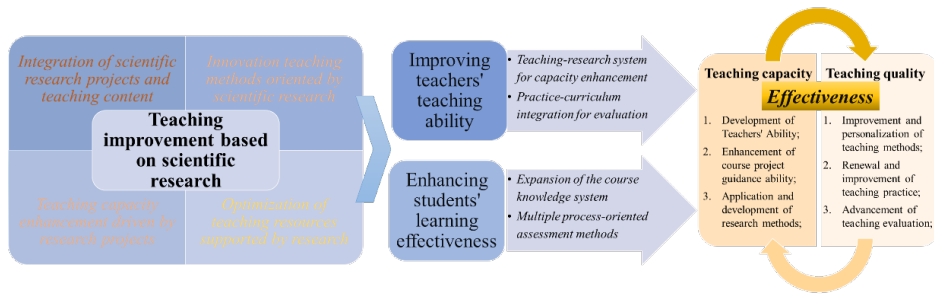 Integration of scientific
research projects and
teaching content
Innovation teaching
methods oriented by
scientific research
Teaching
improvement based
on scientific
research
Teaching capacity
enhancement driven by
research projects
Optimization of
teaching resources
supported by research
Improving
teachers'
teaching
ability
• Teaching-research system
for capacity enhancement
• Practice-curriculum
integration for evaluation
Enhancing
students'
learning
effectiveness
• Expansion of the course
knowledge system
• Multiple process-oriented
assessment methods
Teaching capacity
Teaching quality
Effectiveness
1. Development of
Teachers' Ability;
2. Enhancement of
course project
guidance ability;
3. Application and
development of
research methods;
1. Improvement and
personalization of
teaching methods;
2. Renewal and
improvement of
teaching practice;
3. Advancement of
teaching evaluation;